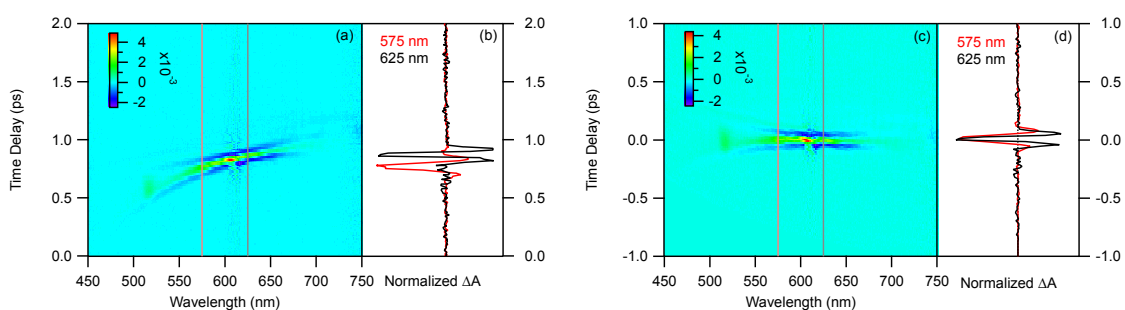 2.0
1.5
1.0
0.5
0.0
Time Delay (ps)
4
2
0
-2
x10-3
(a)
450
500
550
600
650
700
750
Wavelength (nm)
(b)
575 nm
625 nm
2.0
1.0
0.0
Normalized ΔA
1.0
0.5
0.0
-0.5
-1.0
Time Delay (ps)
4
2
0
-2
x10-3
(c)
450
500
550
600
650
700
750
Wavelength (nm)
(d)
575 nm
625 nm
1.0
0.5
0.0
-0.5
-1.0
Normalized ΔA